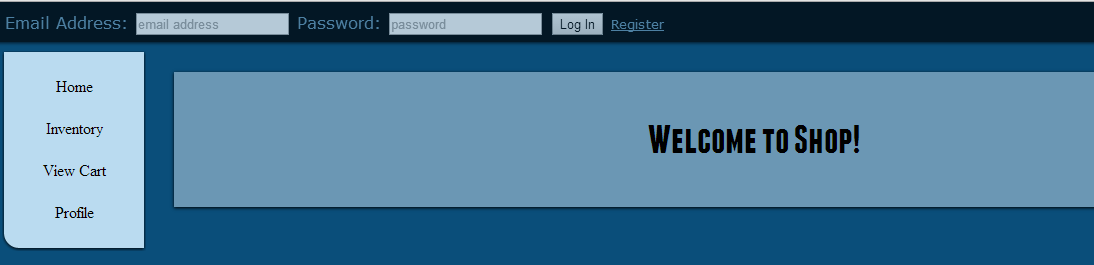 Email Address: email address Password: password Log In Register
Home
Inventory
View Cart
Profile
Welcome to Shop!